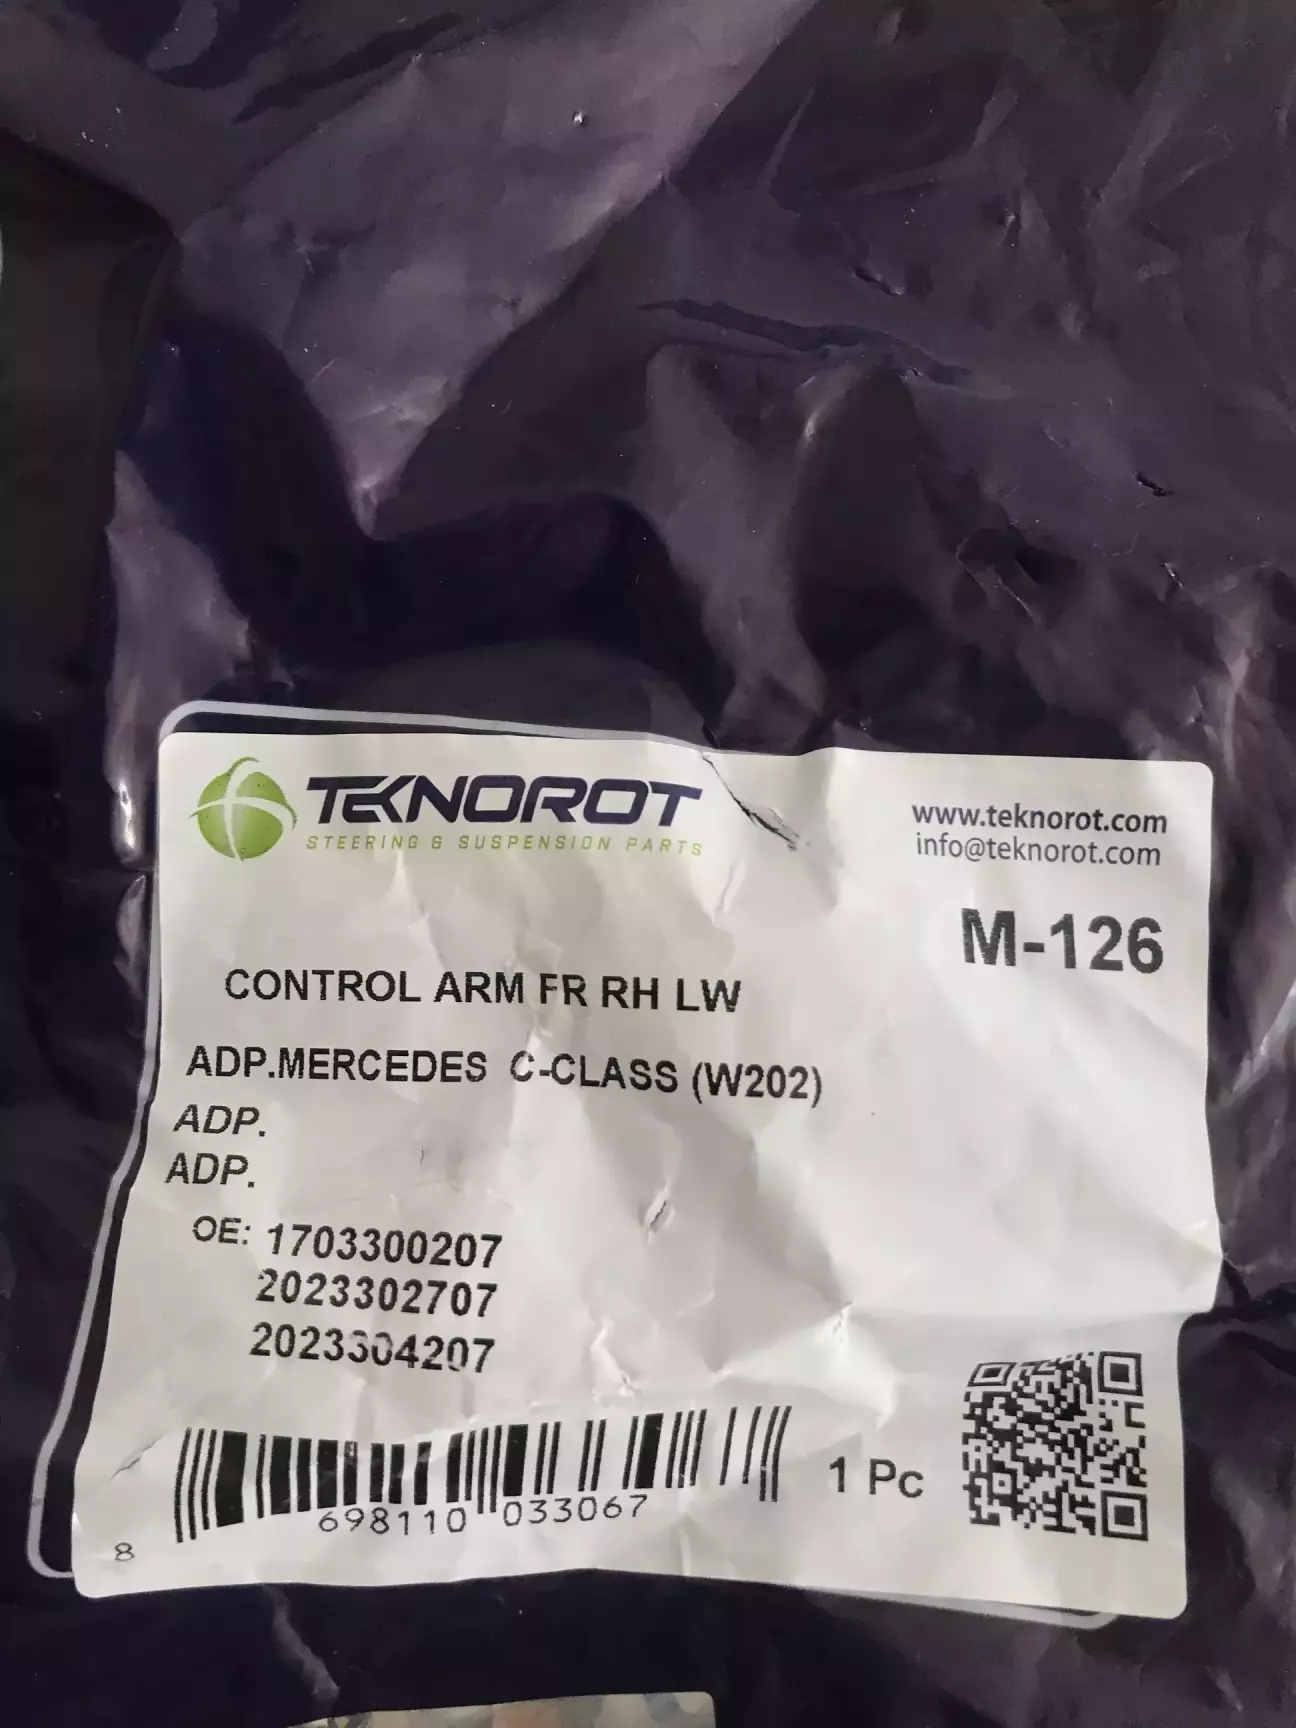 TEKNOROT
STEERING & SUSPENSION PARTS
www.teknorot.com
info@teknorot.com
M-126
CONTROL ARM FR RH LW
ADP.MERCEDES C-CLASS (W202)
ADP.
ADP.
OE: 1703300207
2023302707
2023304207
1 Pc
8 698110 033067